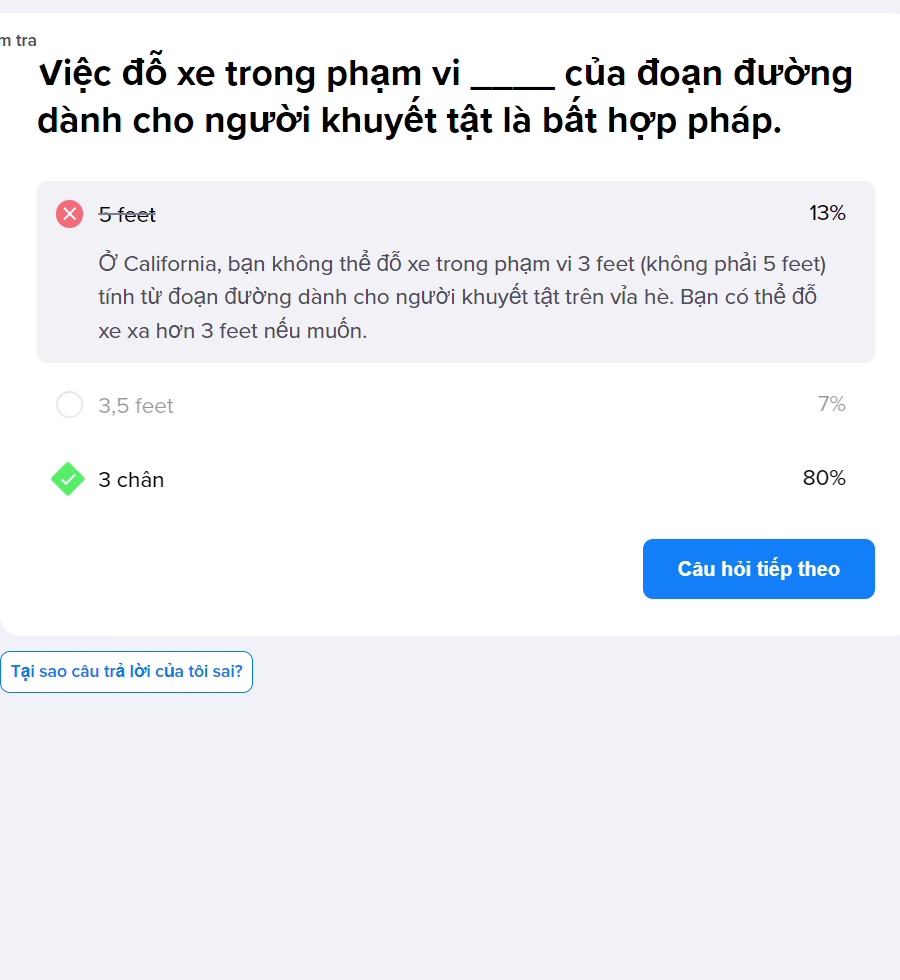 m tra
Việc đỗ xe trong phạm vi ____ của đoạn đường
dành cho người khuyết tật là bất hợp pháp.
5 feet 13%
Ở California, bạn không thể đỗ xe trong phạm vi 3 feet (không phải 5 feet)
tính từ đoạn đường dành cho người khuyết tật trên vỉa hè. Bạn có thể đỗ
xe xa hơn 3 feet nếu muốn.
3,5 feet 7%
3 chân 80%
Câu hỏi tiếp theo
Tại sao câu trả lời của tôi sai?